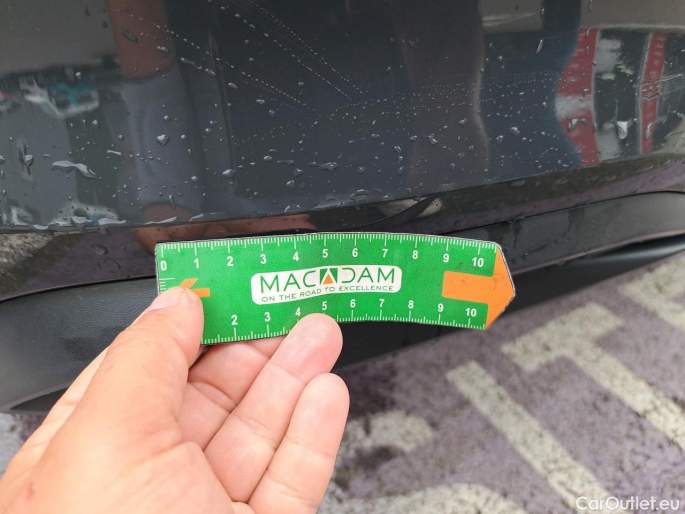 0 1 2 3 4 5 6 7 8 9 10
MACADAM
ON THE ROAD TO EXCELLENCE
2 3 4 5 6 7 8 9 10
CarOutlet.eu